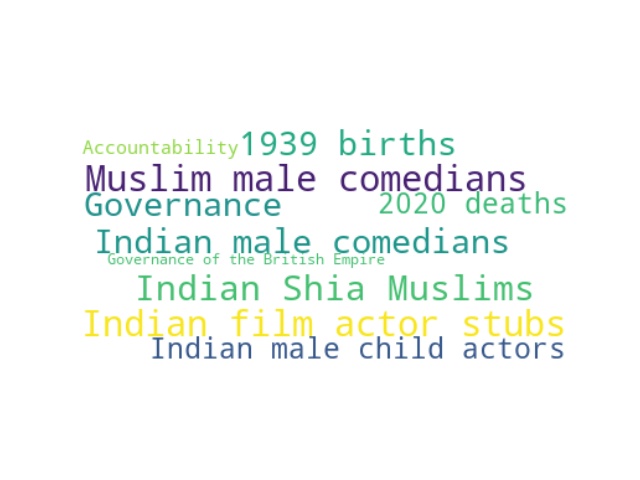 Accountability 1939 births
Muslim male comedians
Governance 2020 deaths
Indian male comedians
Governance of the British Empire
Indian Shia Muslims
Indian film actor stubs
Indian male child actors